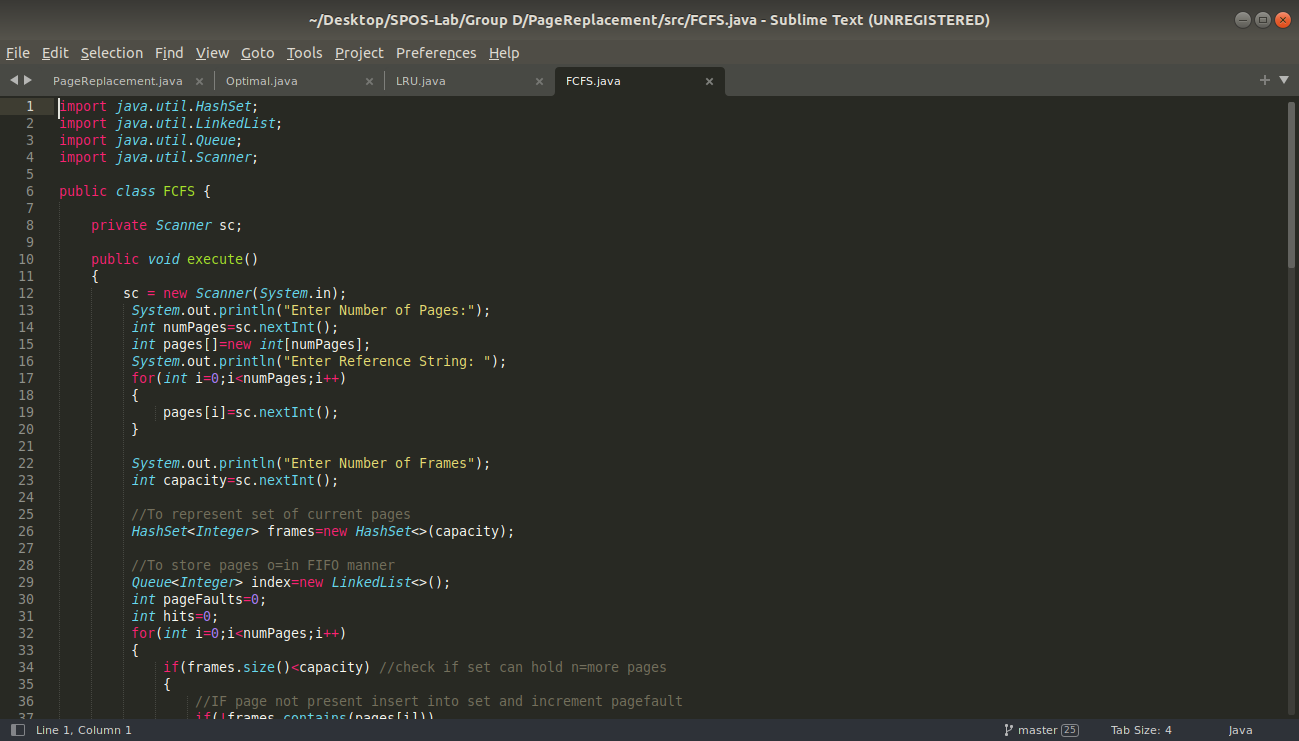 ~/Desktop/SPOS-Lab/Group D/PageReplacement/src/FCFS.java - Sublime Text (UNREGISTERED)
File Edit Selection Find View Goto Tools Project Preferences Help
PageReplacement.java Optimal.java LRU.java FCFS.java
1 import java.util.HashSet;
2 import java.util.LinkedList;
3 import java.util.Queue;
4 import java.util.Scanner;
5
6 public class FCFS {
7
8 private Scanner sc;
9
10 public void execute()
11 {
12 sc = new Scanner(System.in);
13 System.out.println("Enter Number of Pages:");
14 int numPages=sc.nextInt();
15 int pages[]=new int[numPages];
16 System.out.println("Enter Reference String: ");
17 for(int i=0;i<numPages;i++)
18 {
19 pages[i]=sc.nextInt();
20 }
21
22 System.out.println("Enter Number of Frames");
23 int capacity=sc.nextInt();
24
25 //To represent set of current pages
26 HashSet<Integer> frames=new HashSet<>(capacity);
27
28 //To store pages o=in FIFO manner
29 Queue<Integer> index=new LinkedList<>();
30 int pageFaults=0;
31 int hits=0;
32 for(int i=0;i<numPages;i++)
33 {
34 if(frames.size()<capacity) //check if set can hold n=more pages
35 {
36 //IF page not present insert into set and increment pagefault
37 if(!frames.contains(pages[i]))
Line 1, Column 1 master 25 Tab Size: 4 Java